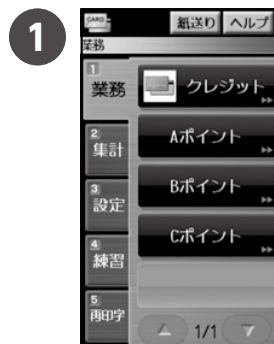 1
CARD
紙送り ヘルプ
業務
1
業務
クレジット
2
集計
Aポイント
3
設定
Bポイント
4
練習
Cポイント
5
再印字
1/1